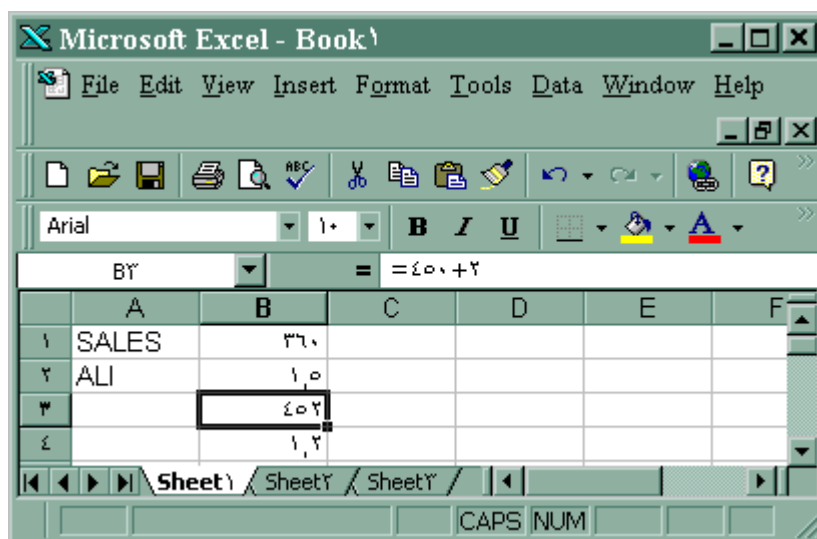 Microsoft Excel - Book١
File Edit View Insert Format Tools Data Window Help
ABC
Arial ١٠ B I U A
B٣ = =٤٥٠+٢
A B C D E F
١ SALES ٣٦٠
٢ ALI ١٫٥
٣ ٤٥٢
٤ ١٫٢
Sheet١ Sheet٢ Sheet٣
CAPS NUM